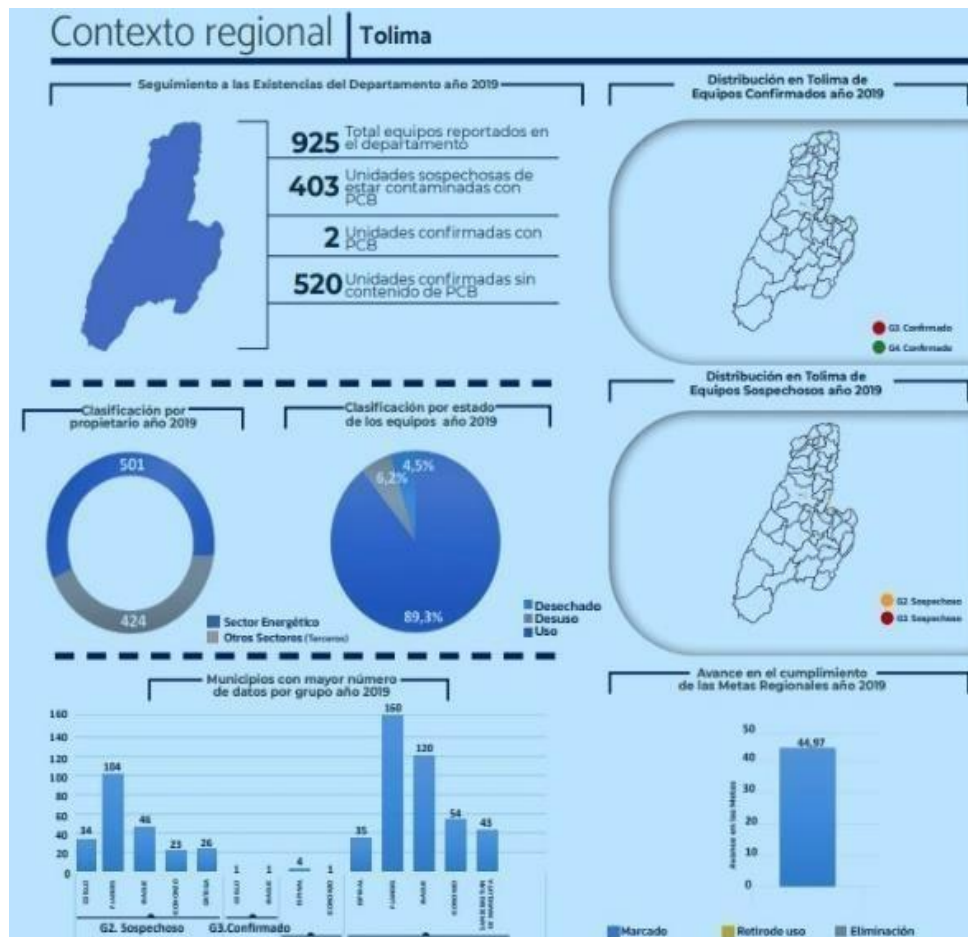 Contexto regional | Tolima
Seguimiento a las Existencias del Departamento año 2019
925 Total equipos reportados en
el departamento
403 Unidades sospechosas de
estar contaminadas con
PCB
2 Unidades confirmadas con
PCB
520 Unidades confirmadas sin
contenido de PCB
Distribución en Tolima de
Equipos Confirmados año 2019
G3. Confirmado
G4. Confirmado
Distribución en Tolima de
Equipos Sospechosos año 2019
G2. Sospechoso
G3. Sospechoso
Clasificación por
propietario año 2019
501
424
Sector Energético
Otros Sectores (Terceros)
Clasificación por estado
de los equipos año 2019
4,5%
6,2%
89,3%
Desechado
Desuso
Uso
Municipios con mayor número
de datos por grupo año 2019
160
140
120
100
80
60
40
20
0
34
104
46
23
26
1
1
4
1
35
160
120
54
43
G2. Sospechoso
G3.Confirmado
Avance en el cumplimiento
de las Metas Regionales año 2019
Avance en las Metas
50
40
30
20
10
0
44,97
Marcado
Retiro de uso
Eliminación